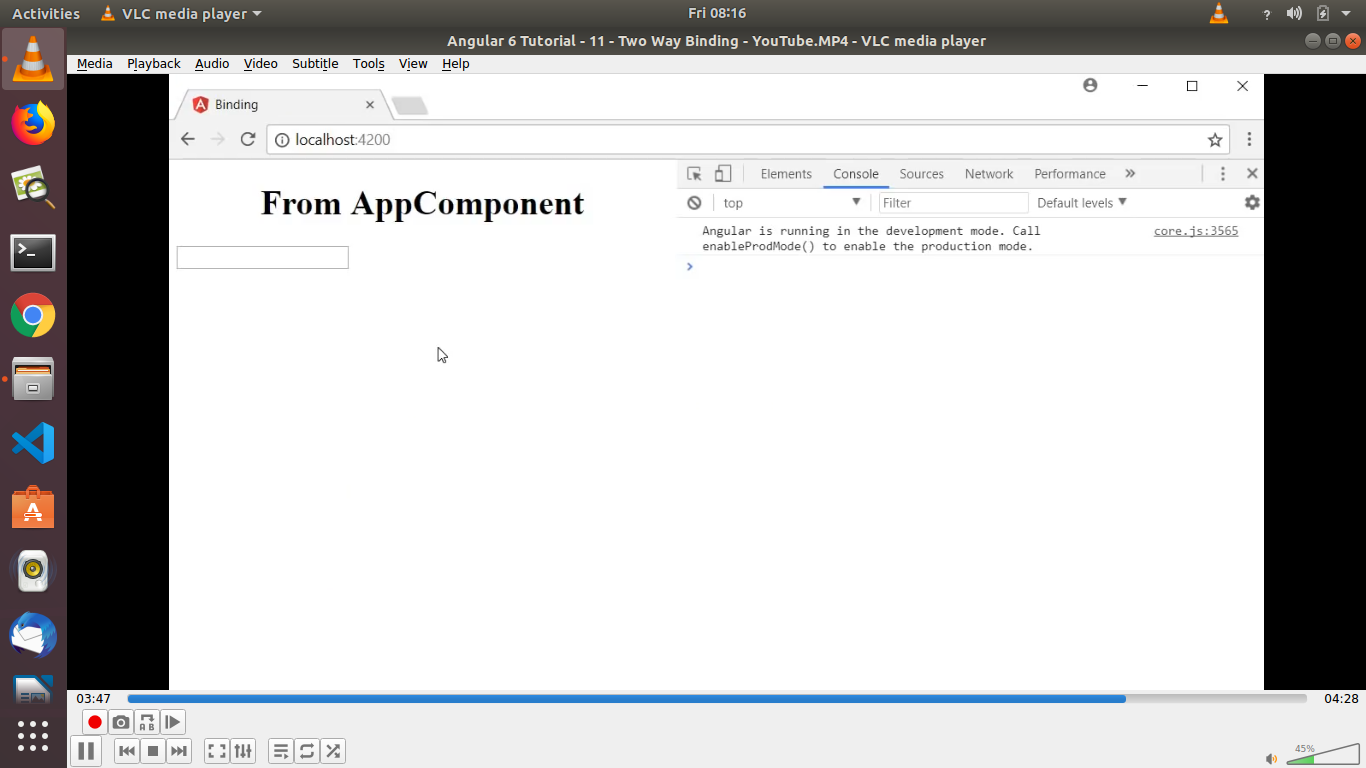 Activities VLC media player Fri 08:16 ?
Angular 6 Tutorial - 11 - Two Way Binding - YouTube.MP4 - VLC media player
Media Playback Audio Video Subtitle Tools View Help
Binding
localhost:4200
Elements Console Sources Network Performance »
top Filter Default levels
From AppComponent
Angular is running in the development mode. Call core.js:3565
enableProdMode() to enable the production mode.
03:47 04:28
A B
45%